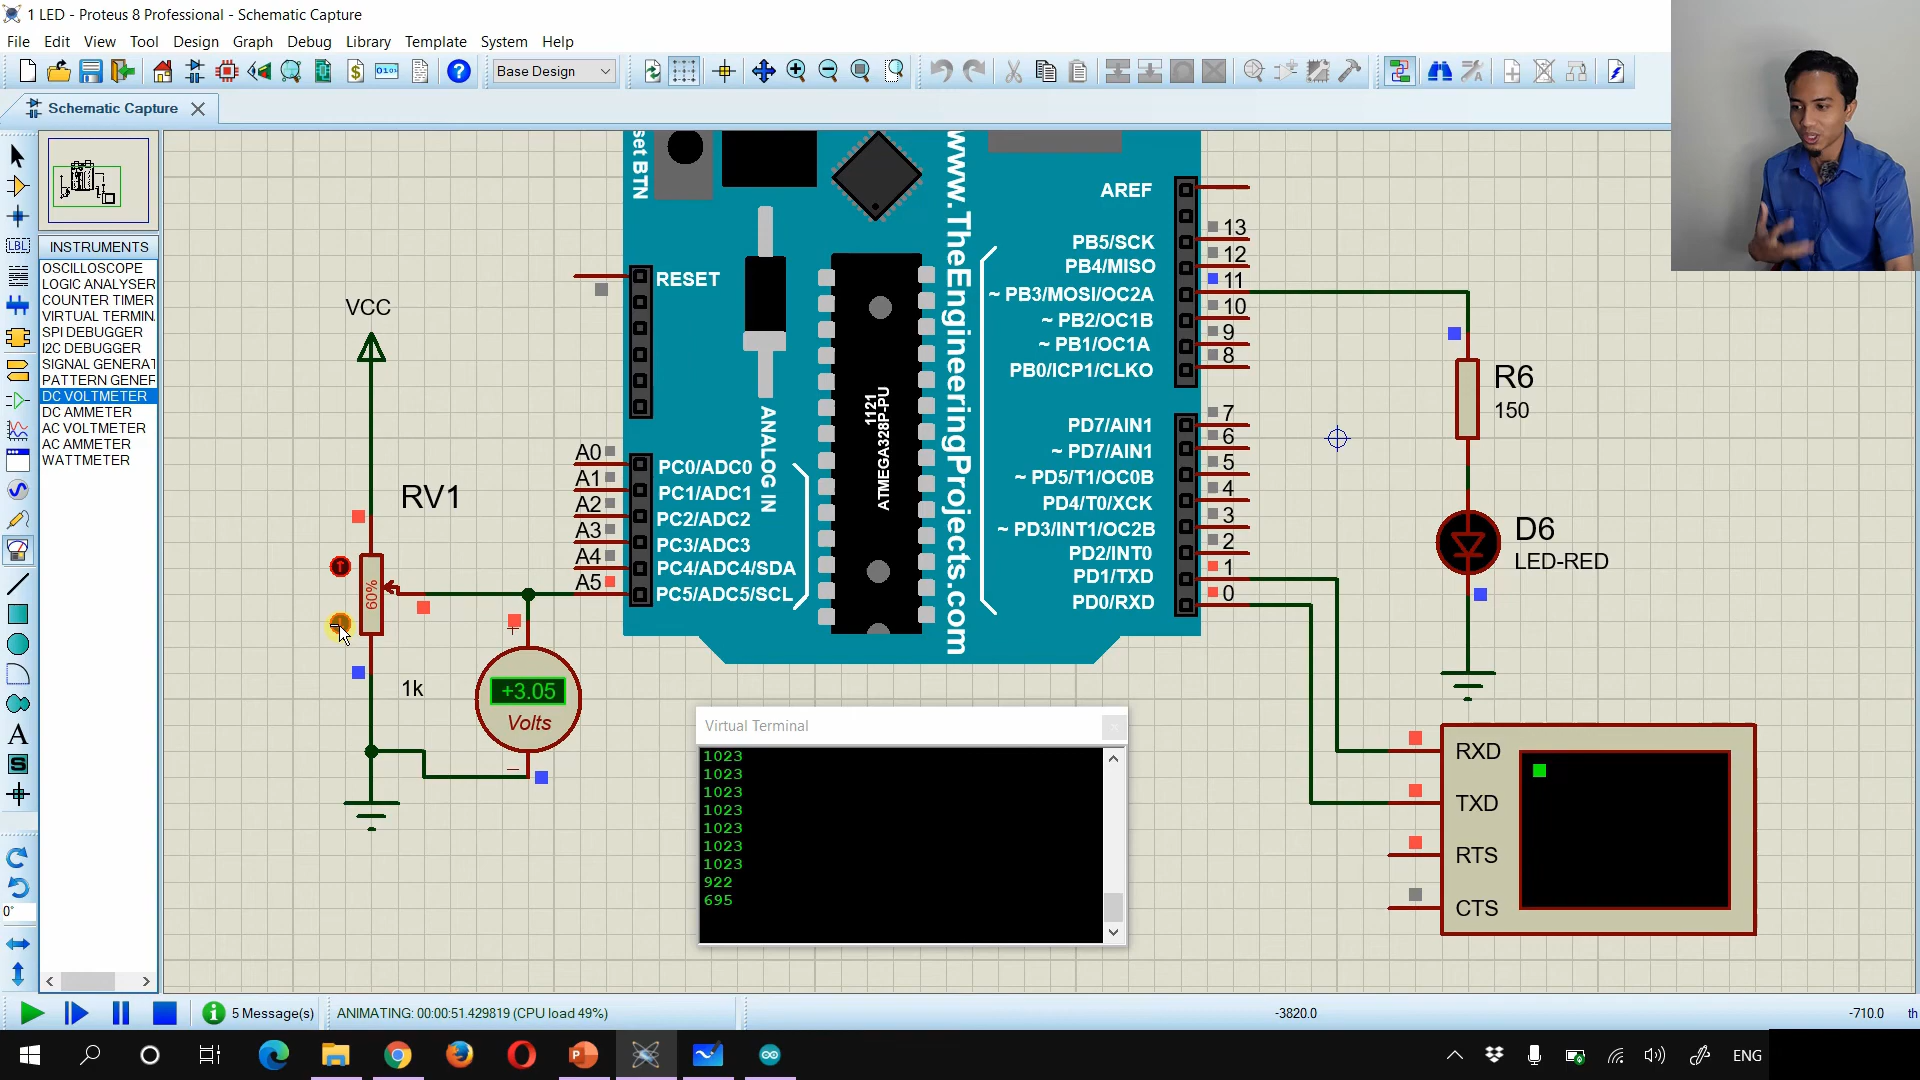 1 LED - Proteus 8 Professional - Schematic Capture
File Edit View Tool Design Graph Debug Library Template System Help
Base Design
Schematic Capture
INSTRUMENTS
OSCILLOSCOPE
LOGIC ANALYSER
COUNTER TIMER
VIRTUAL TERMIN
SPI DEBUGGER
I2C DEBUGGER
SIGNAL GENERAT
PATTERN GENER
DC VOLTMETER
DC AMMETER
AC VOLTMETER
AC AMMETER
WATTMETER
LBL
A
S
0°
VCC
RV1
60%
1k
+3.05
Volts
set BTN
RESET
ANALOG IN
1121
ATMEGA328P-PU
www.TheEngineeringProjects.com
A0 PC0/ADC0
A1 PC1/ADC1
A2 PC2/ADC2
A3 PC3/ADC3
A4 PC4/ADC4/SDA
A5 PC5/ADC5/SCL
AREF
PB5/SCK 13
PB4/MISO 12
~ PB3/MOSI/OC2A 11
~ PB2/OC1B 10
~ PB1/OC1A 9
PB0/ICP1/CLKO 8
PD7/AIN1 7
~ PD7/AIN1 6
~ PD5/T1/OC0B 5
PD4/T0/XCK 4
~ PD3/INT1/OC2B 3
PD2/INT0 2
PD1/TXD 1
PD0/RXD 0
R6
150
D6
LED-RED
RXD
TXD
RTS
CTS
Virtual Terminal
1023
1023
1023
1023
1023
1023
1023
922
695
5 Message(s)
ANIMATING: 00:00:51.429819 (CPU load 49%)
-3820.0
-710.0
th
ENG